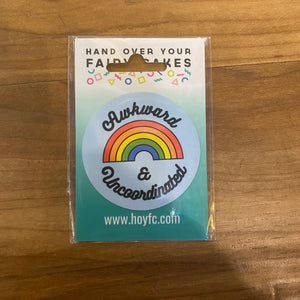 HAND OVER YOUR
FAIRY CAKES
Awkward
&
Uncoordinated
www.hoyfc.com